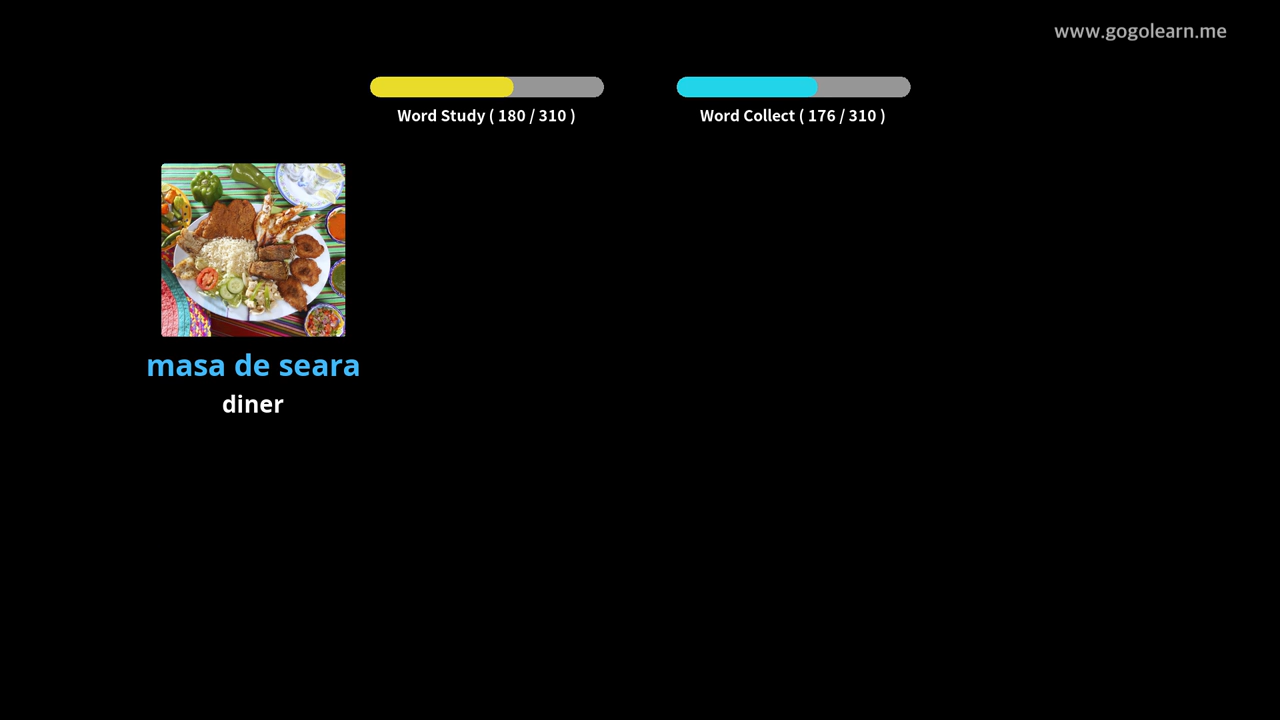 www.gogolearn.me
Word Study ( 180 / 310 )
Word Collect ( 176 / 310 )
masa de seara
diner